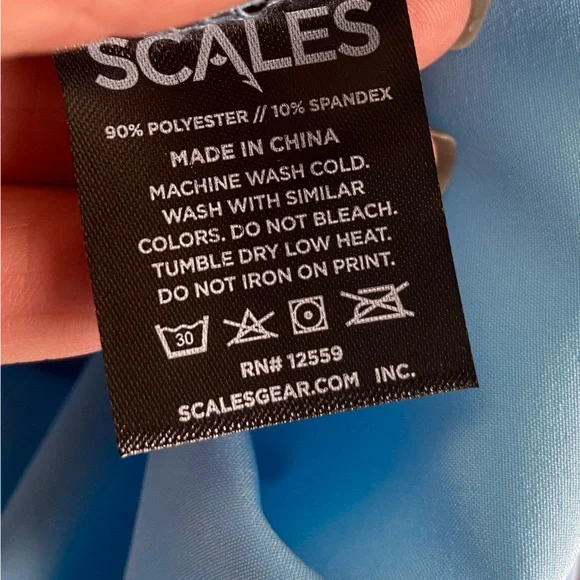 SCALES
90% POLYESTER // 10% SPANDEX
MADE IN CHINA
MACHINE WASH COLD.
WASH WITH SIMILAR
COLORS. DO NOT BLEACH.
TUMBLE DRY LOW HEAT.
DO NOT IRON ON PRINT.
30
RN# 12559
SCALESGEAR.COM INC.